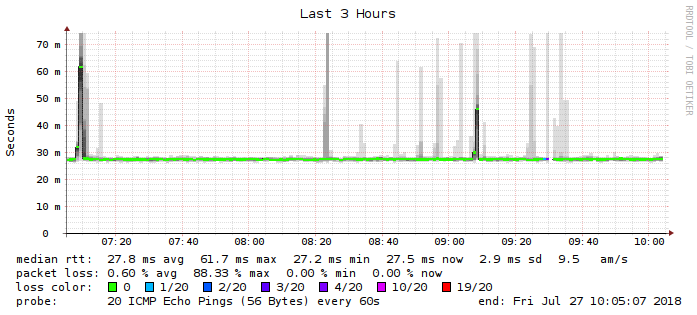 Last 3 Hours
RRDTOOL / TOBI OETIKER
Seconds
70 m
60 m
50 m
40 m
30 m
20 m
10 m
0
07:20 07:40 08:00 08:20 08:40 09:00 09:20 09:40 10:00
median rtt: 27.8 ms avg 61.7 ms max 27.2 ms min 27.5 ms now 2.9 ms sd 9.5 am/s
packet loss: 0.60 % avg 88.33 % max 0.00 % min 0.00 % now
loss color: 0 1/20 2/20 3/20 4/20 10/20 19/20
probe: 20 ICMP Echo Pings (56 Bytes) every 60s end: Fri Jul 27 10:05:07 2018